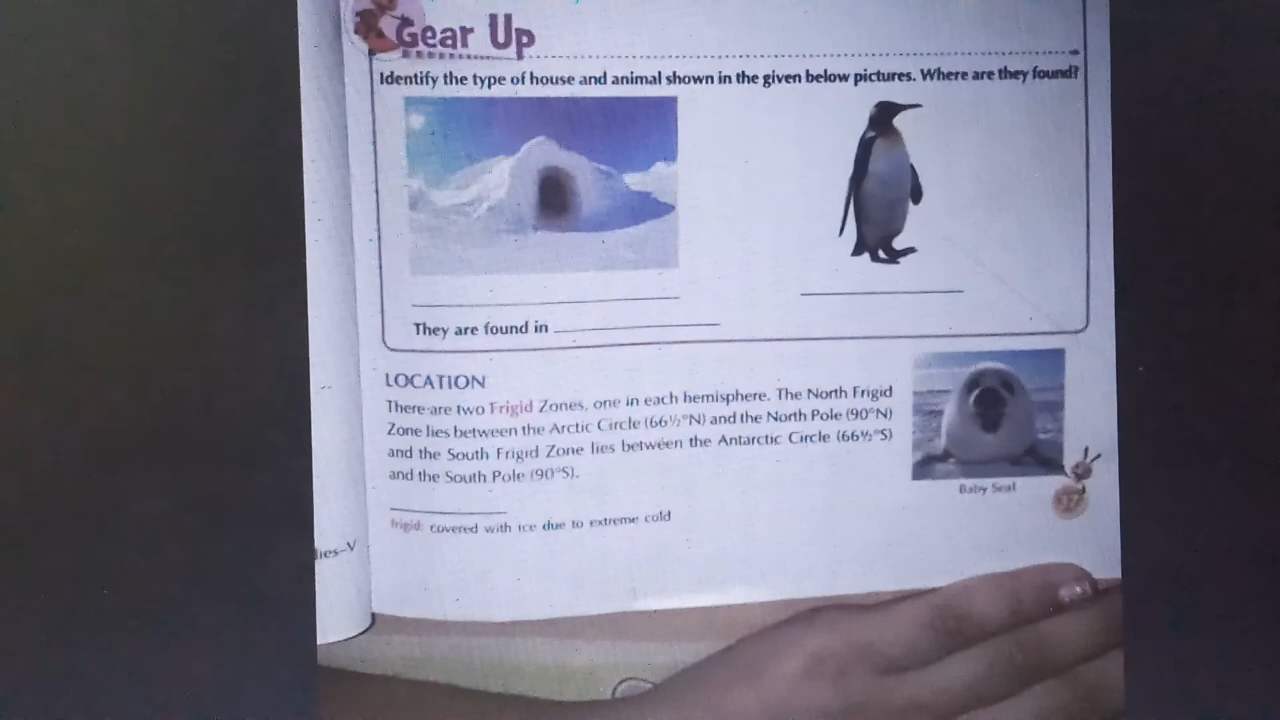 Gear Up
Identify the type of house and animal shown in the given below pictures. Where are they found?
They are found in
LOCATION
There are two Frigid Zones, one in each hemisphere. The North Frigid
Zone lies between the Arctic Circle (66½°N) and the North Pole (90°N)
and the South Frigid Zone lies between the Antarctic Circle (66½°S)
and the South Pole (90°S).
Baby Seal
37
frigid: covered with ice due to extreme cold
ies–V